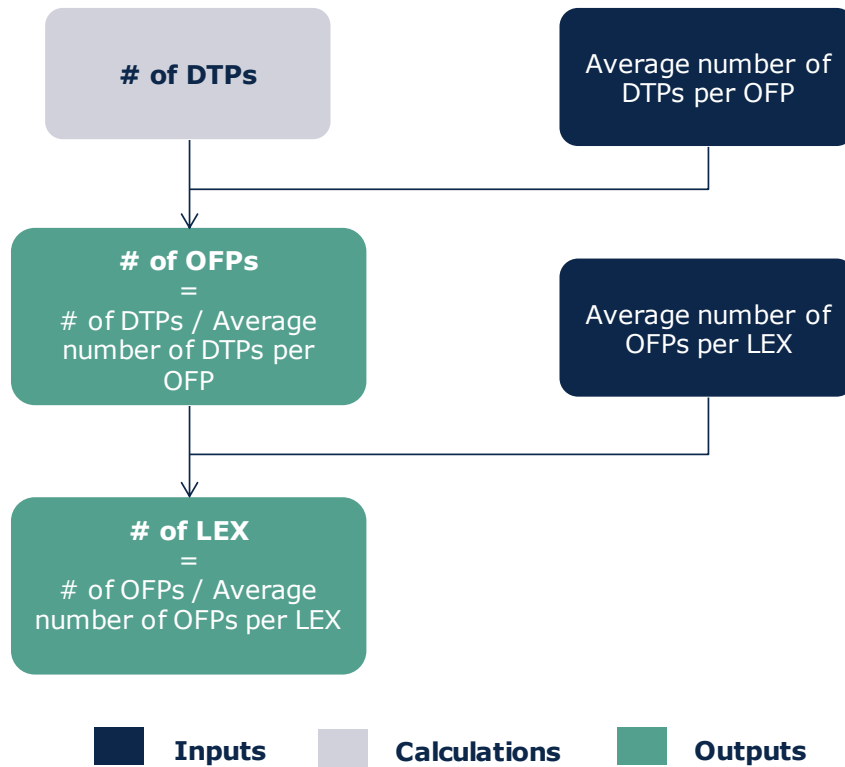 # of DTPs
Average number of
DTPs per OFP
# of OFPs
=
# of DTPs / Average
number of DTPs per
OFP
Average number of
OFPs per LEX
# of LEX
=
# of OFPs / Average
number of OFPs per LEX
Inputs
Calculations
Outputs